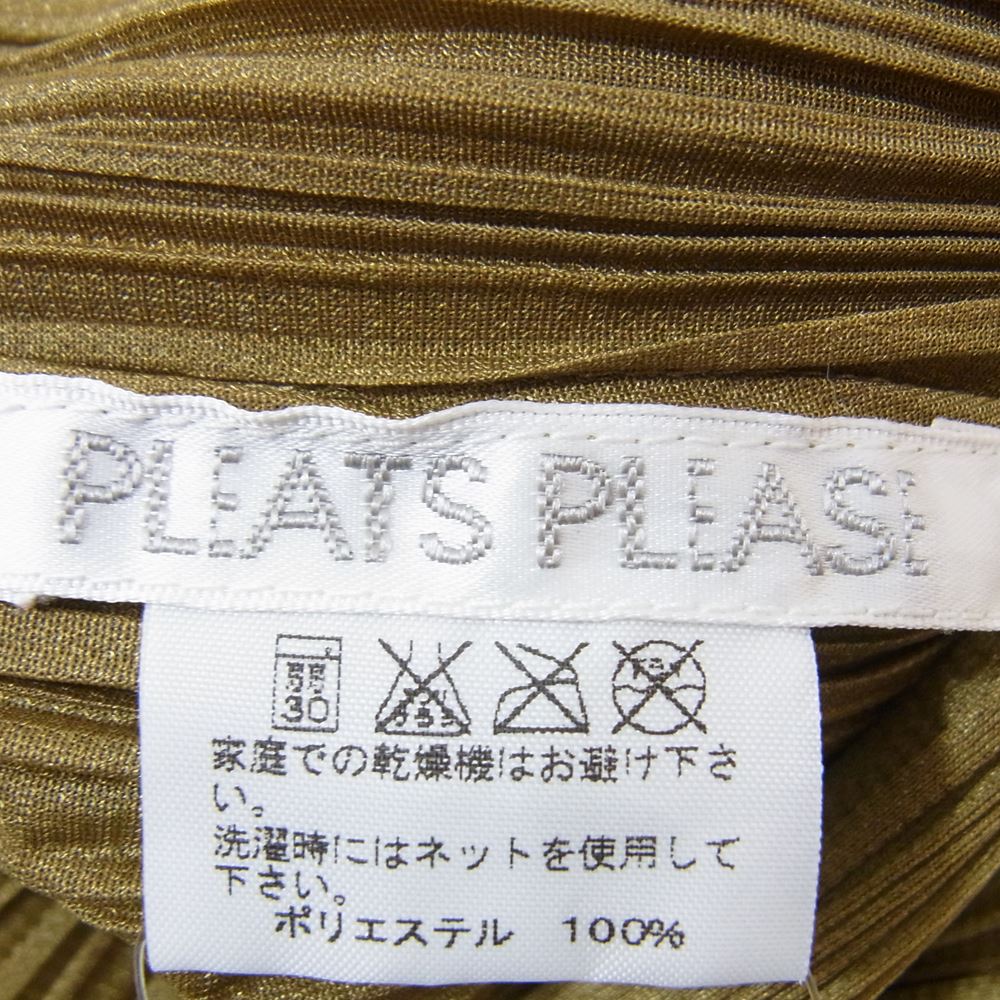 PLEATS PLEASE
30
家庭での乾燥機はお避け下さ
い。
洗濯時にはネットを使用して
下さい。
ポリエステル 100%